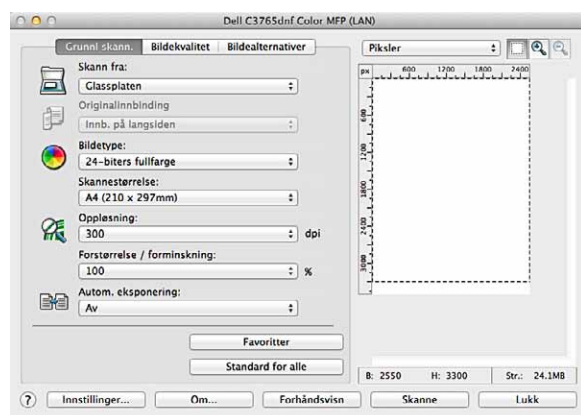 Dell C3765dnf Color MFP (LAN)
Grunnl skann. Bildekvalitet Bildealternativer
Skann fra:
Glassplaten
Originalinnbinding
Innb. på langsiden
Bildetype:
24-biters fullfarge
Skannestørrelse:
A4 (210 x 297mm)
Oppløsning:
300 dpi
Forstørrelse / forminskning:
100 %
Autom. eksponering:
Av
Favoritter
Standard for alle
Piksler
px 600 1200 1800 2400
600
1200
1800
2400
3000
B: 2550 H: 3300 Str.: 24.1MB
? Innstillinger... Om... Forhåndsvisn Skanne Lukk